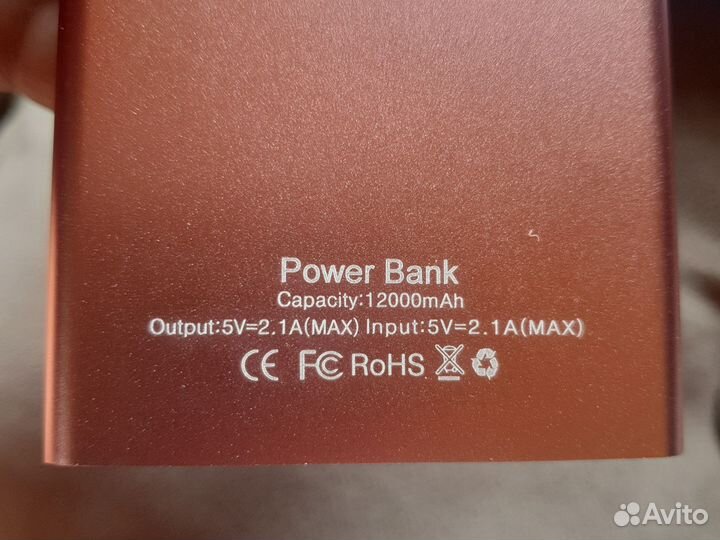 Power Bank
Capacity:12000mAh
Output:5V=2.1A(MAX) Input:5V=2.1A(MAX)
CE FC RoHS
Avito